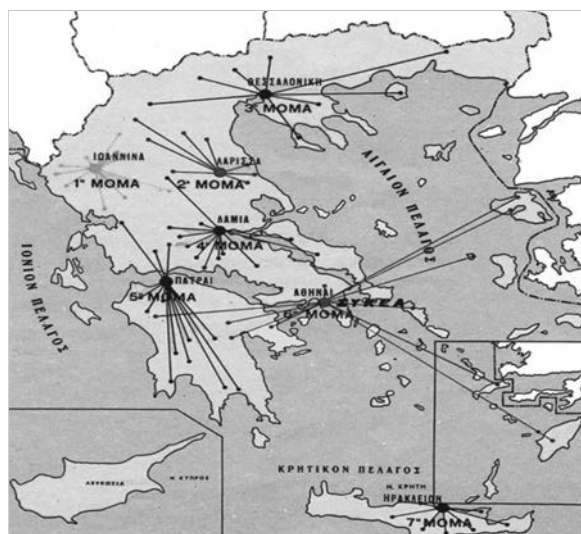 ΘΕΣΣΑΛΟΝΙΚΗ
3η ΜΟΜΑ
ΙΩΑΝΝΙΝΑ
1η ΜΟΜΑ
ΛΑΡΙΣΣΑ
2α ΜΟΜΑ
ΑΙΓΑΙΟΝ ΠΕΛΑΓΟΣ
ΛΑΜΙΑ
4η ΜΟΜΑ
ΙΟΝΙΟΝ ΠΕΛΑΓΟΣ
ΠΑΤΡΑΙ
5η ΜΟΜΑ
ΑΘΗΝΑΙ
ΣΥΚΕΑ
6η ΜΟΜΑ
ΚΡΗΤΙΚΟΝ ΠΕΛΑΓΟΣ
Ν. ΚΥΠΡΟΣ
ΛΕΥΚΩΣΙΑ
Ν. ΚΡΗΤΗ
ΗΡΑΚΛΕΙΟΝ
7η ΜΟΜΑ